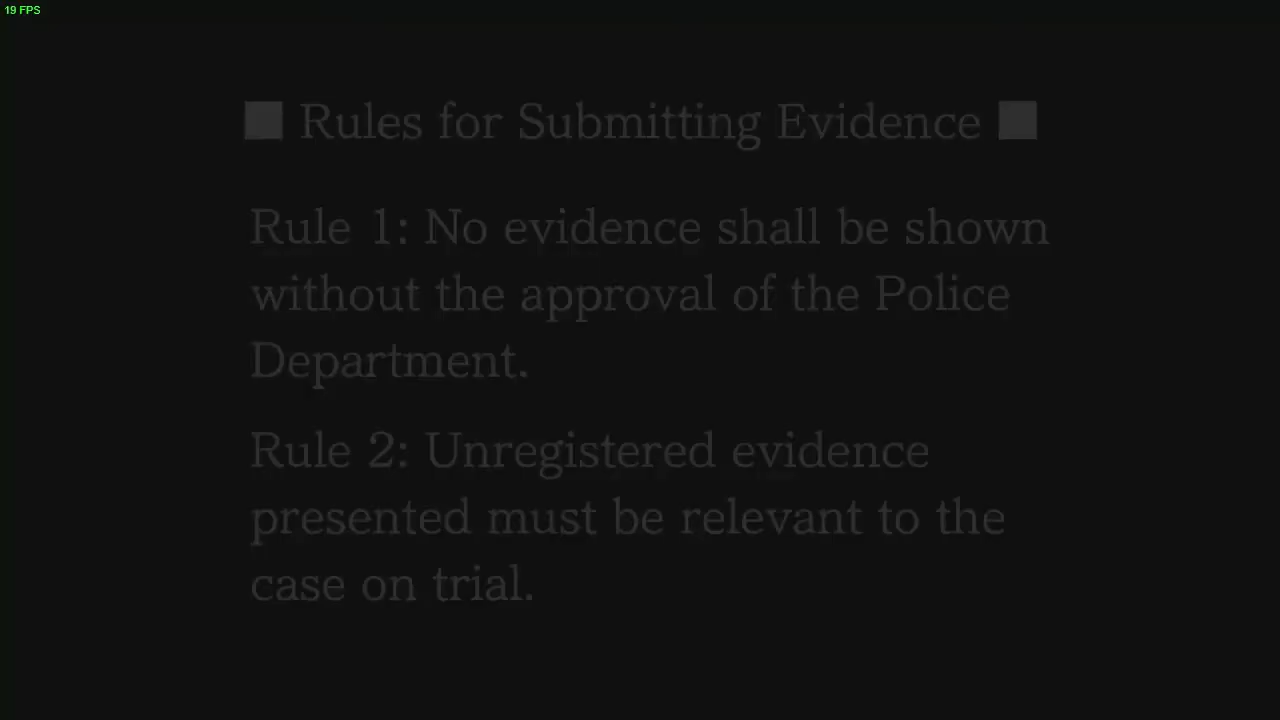 19 FPS
■ Rules for Submitting Evidence ■
Rule 1: No evidence shall be shown
without the approval of the Police
Department.
Rule 2: Unregistered evidence
presented must be relevant to the
case on trial.